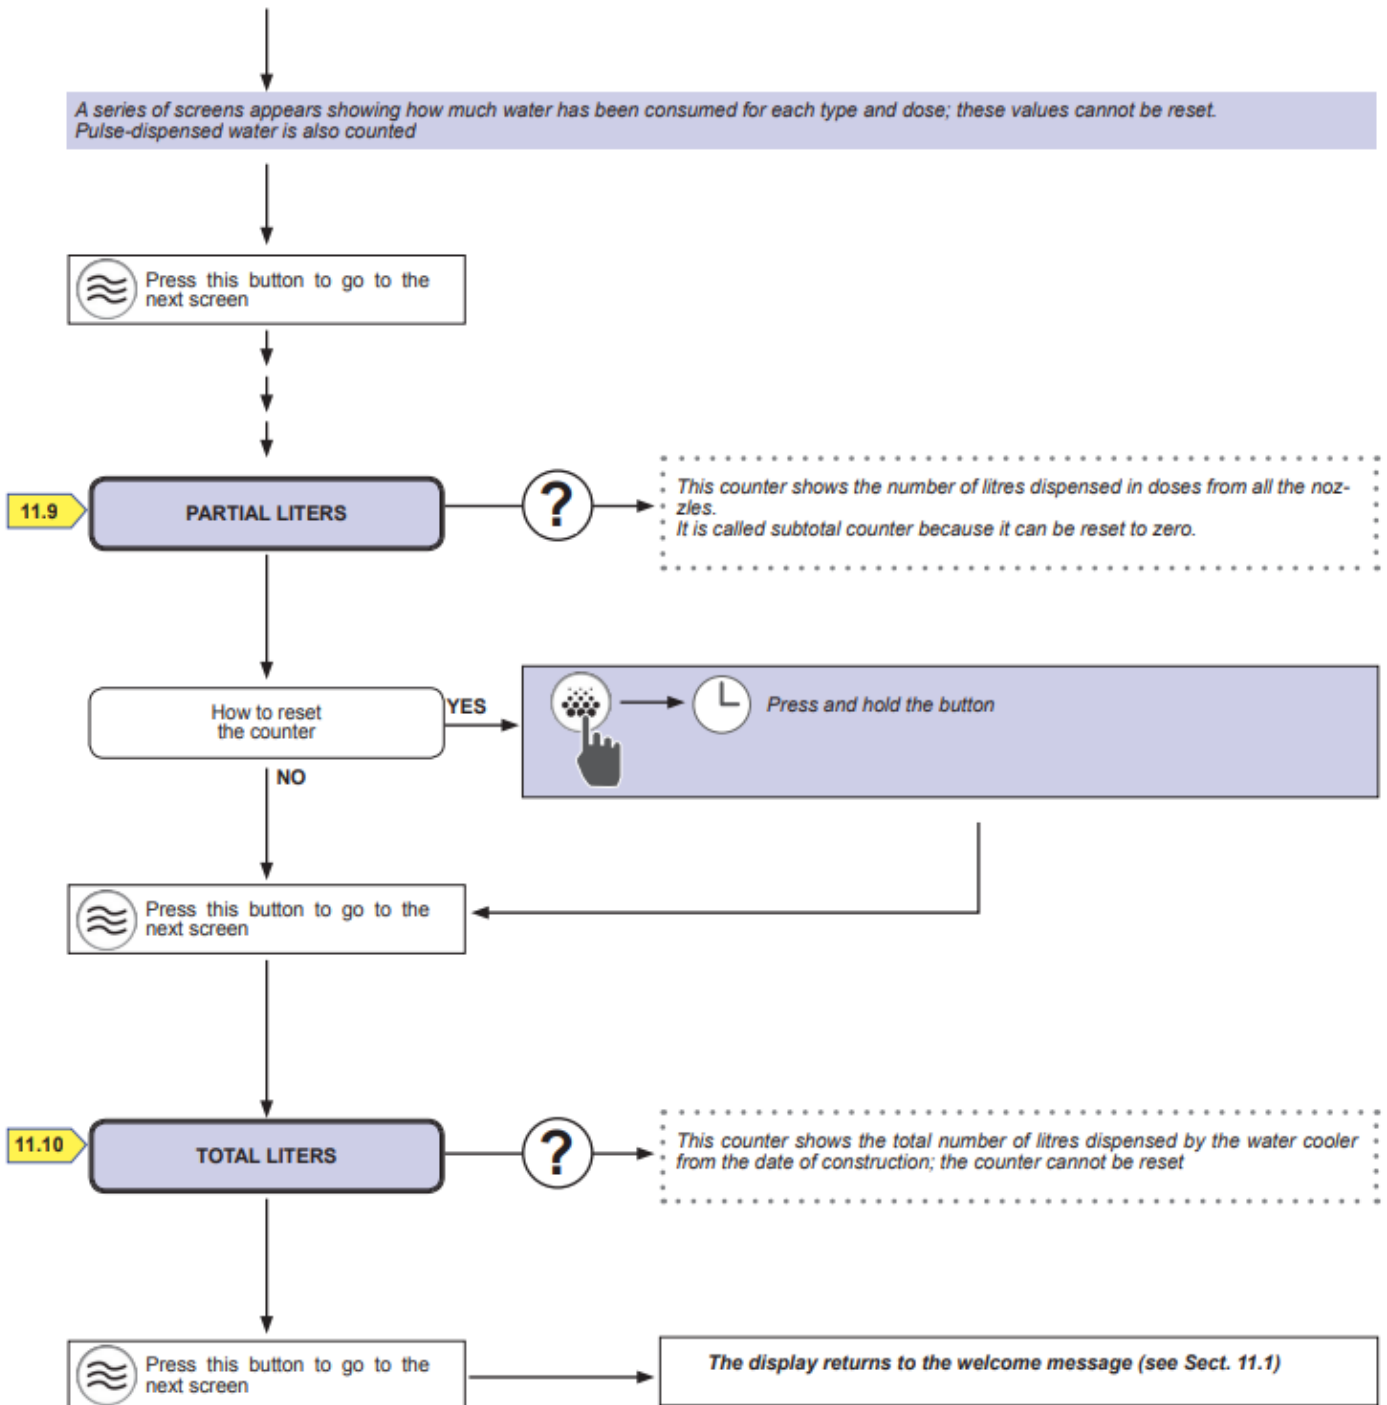 A series of screens appears showing how much water has been consumed for each type and dose; these values cannot be reset.
Pulse-dispensed water is also counted
Press this button to go to the
next screen
11.9
PARTIAL LITERS
?
This counter shows the number of litres dispensed in doses from all the noz-
zles.
It is called subtotal counter because it can be reset to zero.
How to reset
the counter
YES
Press and hold the button
NO
Press this button to go to the
next screen
11.10
TOTAL LITERS
?
This counter shows the total number of litres dispensed by the water cooler
from the date of construction; the counter cannot be reset
Press this button to go to the
next screen
The display returns to the welcome message (see Sect. 11.1)